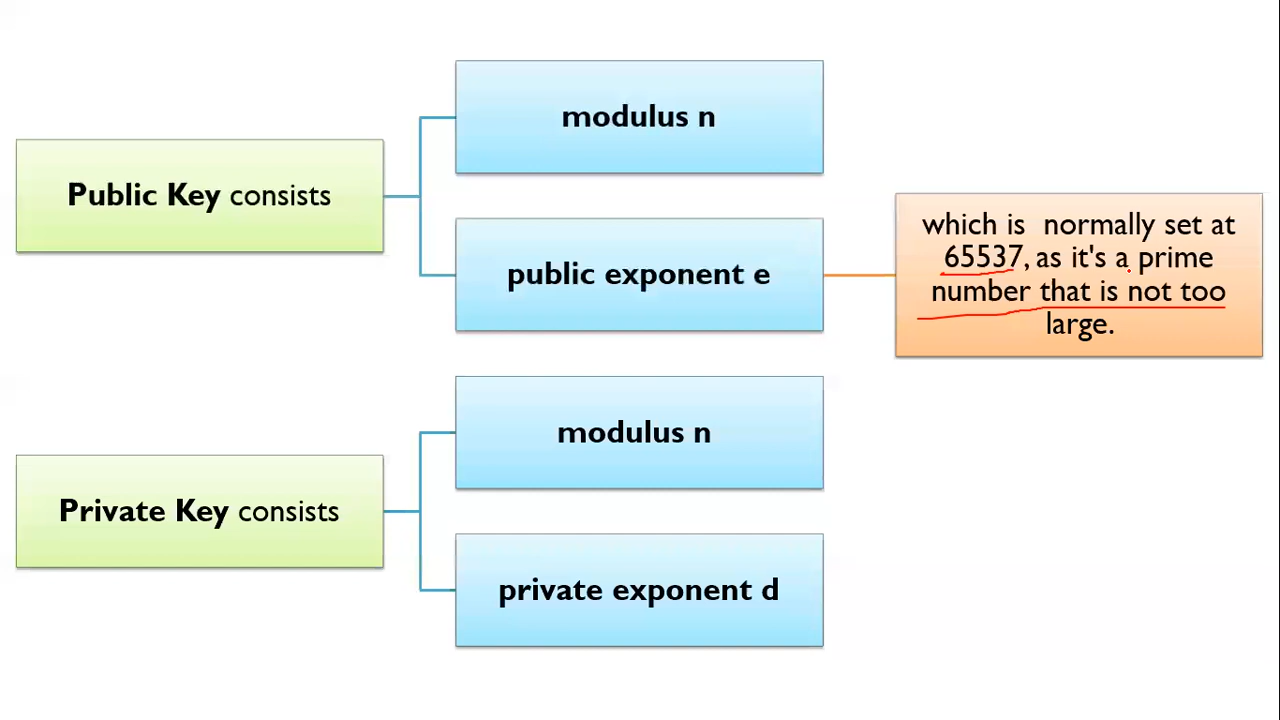 modulus n
Public Key consists
public exponent e
which is normally set at
65537, as it's a prime
number that is not too
large.
modulus n
Private Key consists
private exponent d